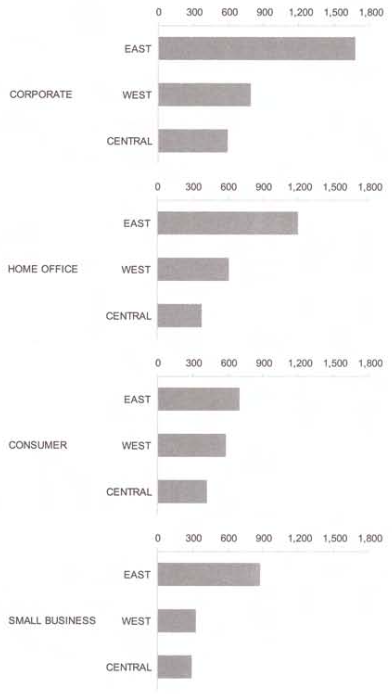 0 300 600 900 1,200 1,500 1,800
EAST
CORPORATE WEST
CENTRAL
0 300 600 900 1,200 1,500 1,800
EAST
HOME OFFICE WEST
CENTRAL
0 300 600 900 1,200 1,500 1,800
EAST
CONSUMER WEST
CENTRAL
0 300 600 900 1,200 1,500 1,800
EAST
SMALL BUSINESS WEST
CENTRAL